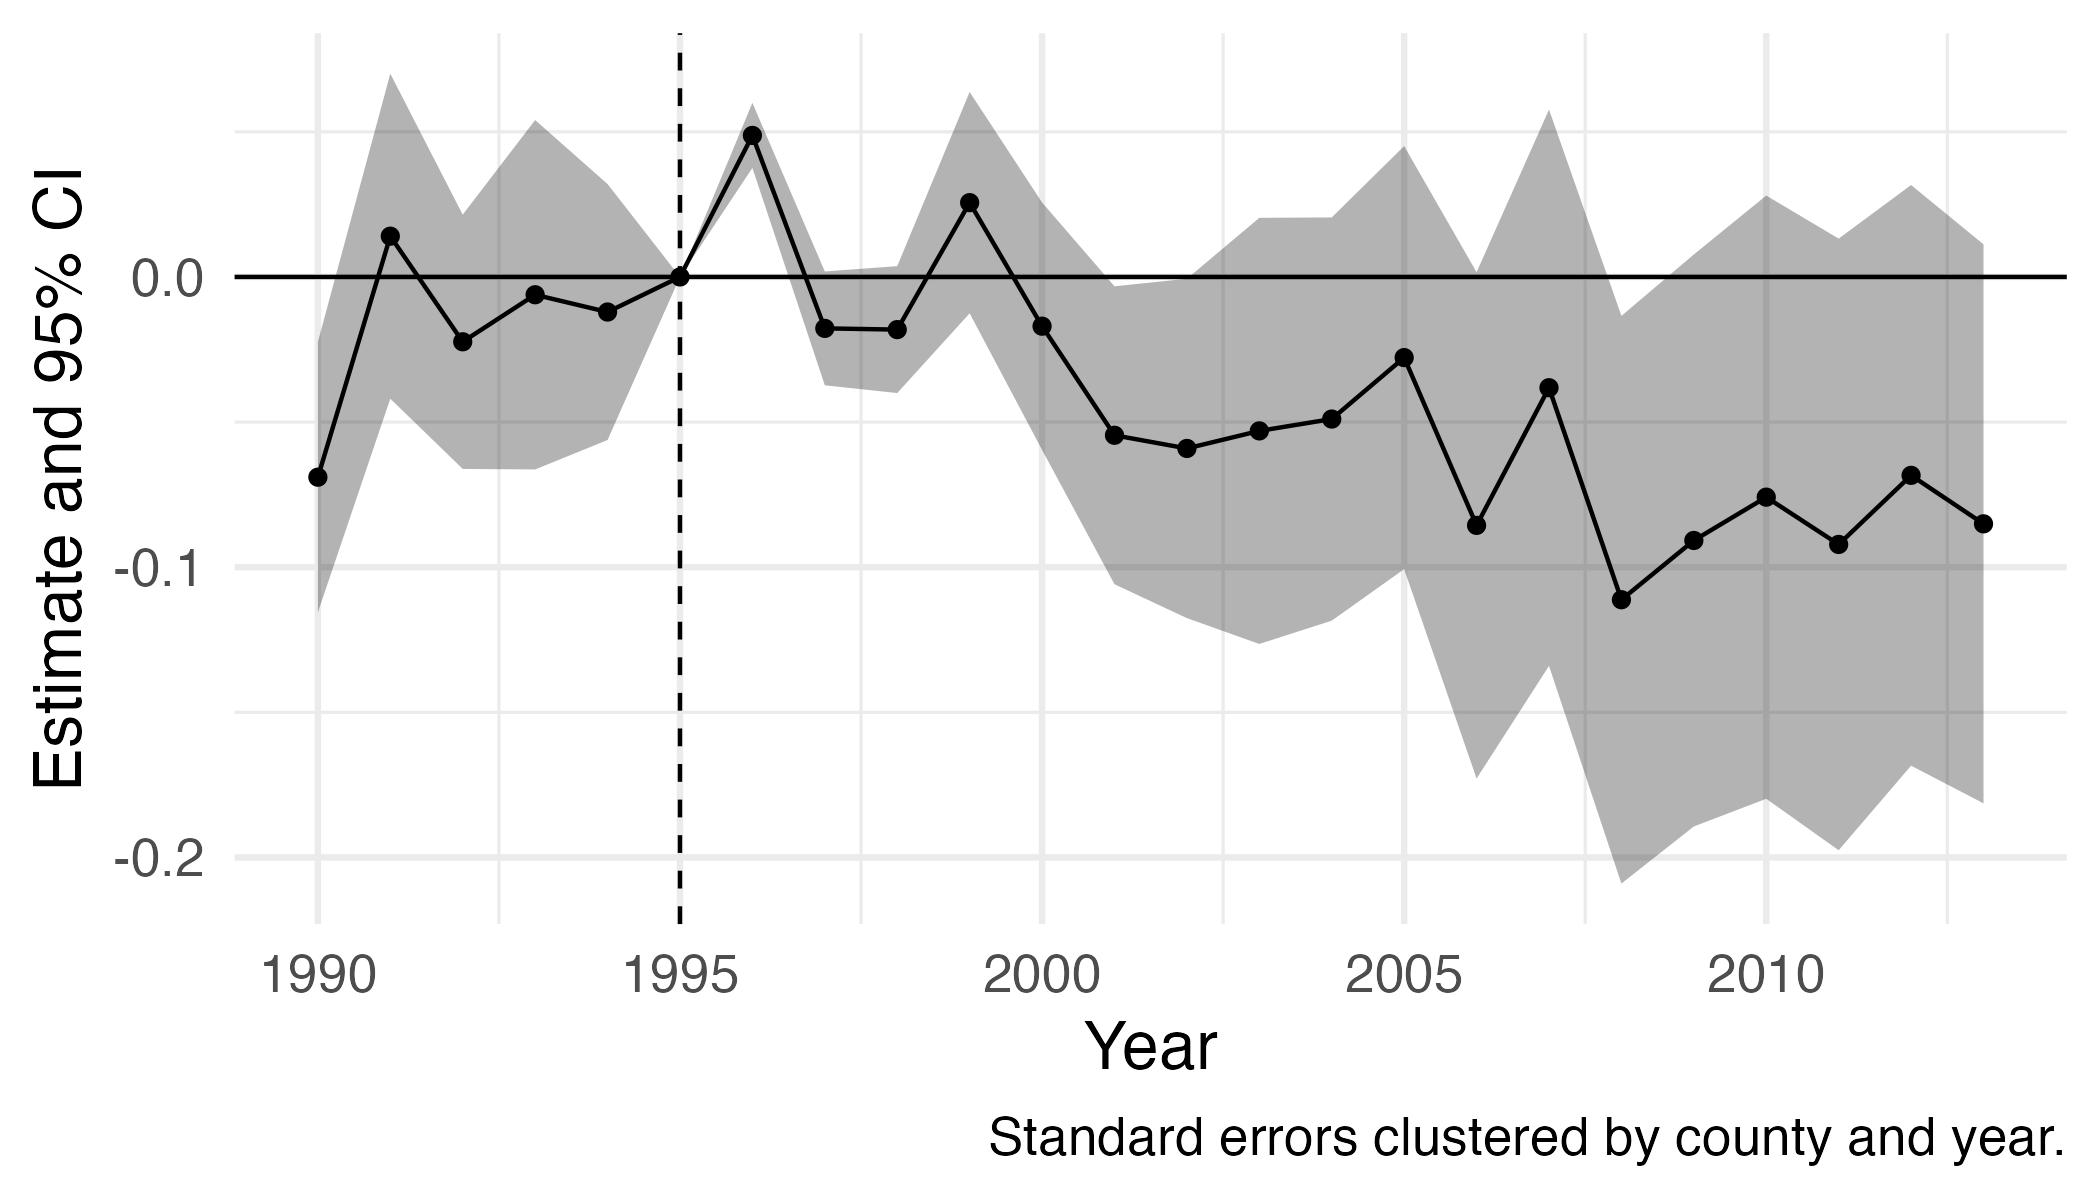 Estimate and 95% CI
0.0
-0.1
-0.2
1990 1995 2000 2005 2010
Year
Standard errors clustered by county and year.